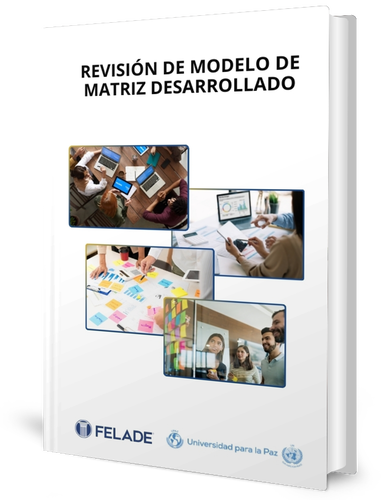 REVISIÓN DE MODELO DE
MATRIZ DESARROLLADO
FELADE
Universidad para la Paz